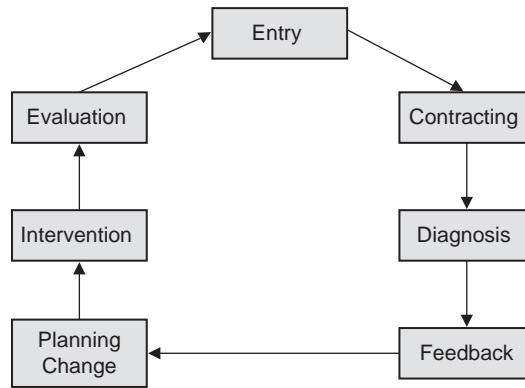 Entry
Evaluation
Contracting
Intervention
Diagnosis
Planning
Change
Feedback